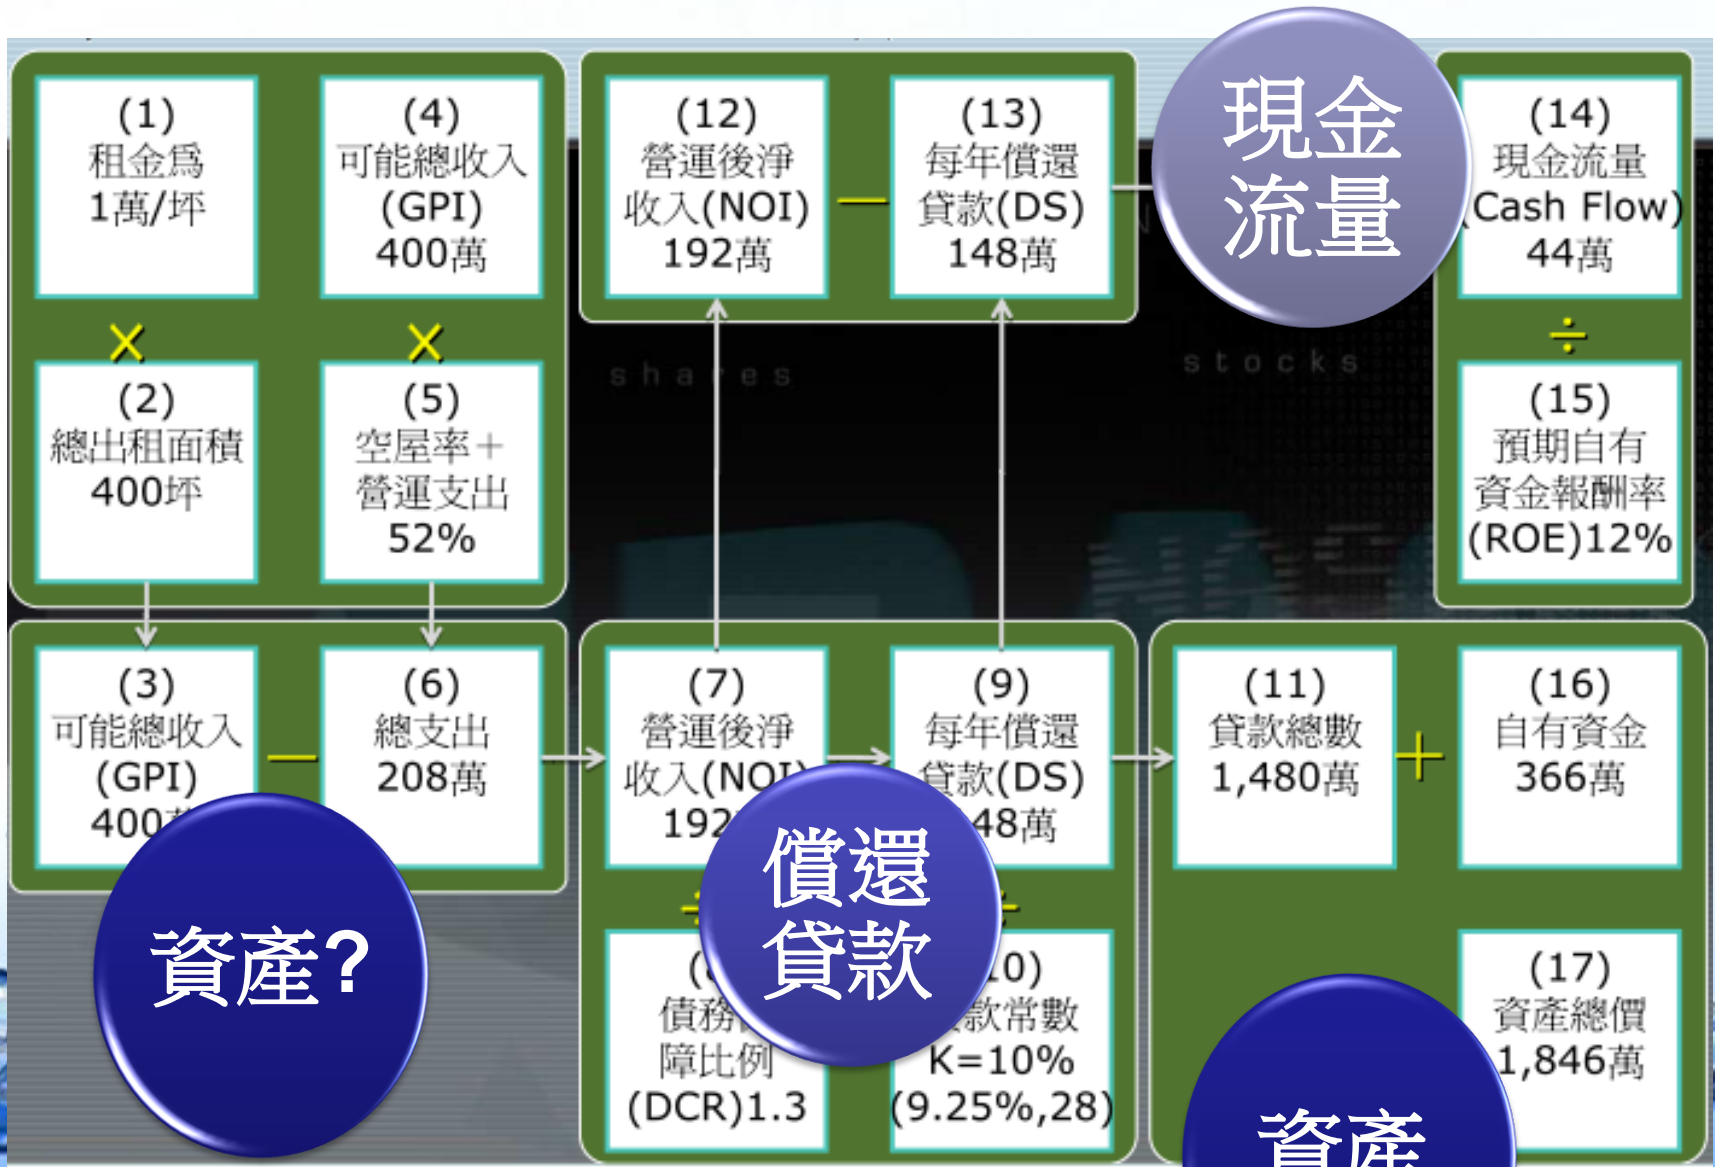 (1)
租金為
1萬/坪
×
(2)
總出租面積
400坪
(4)
可能總收入
(GPI)
400萬
×
(5)
空屋率+
營運支出
52%
(3)
可能總收入
(GPI)
400
−
(6)
總支出
208萬
資產?
(12)
營運後淨
收入(NOI)
192萬
−
(13)
每年償還
貸款(DS)
148萬
現金
流量
(14)
現金流量
(Cash Flow)
44萬
÷
(15)
預期自有
資金報酬率
(ROE)12%
shares
stocks
(7)
營運後淨
收入(NOI)
192
(9)
每年償還
貸款(DS)
48萬
償還
貸款
債務
障比例
(DCR)1.3
10)
款常數
K=10%
(9.25%,28)
(11)
貸款總數
1,480萬
+
(16)
自有資金
366萬
(17)
資產總價
1,846萬
資產